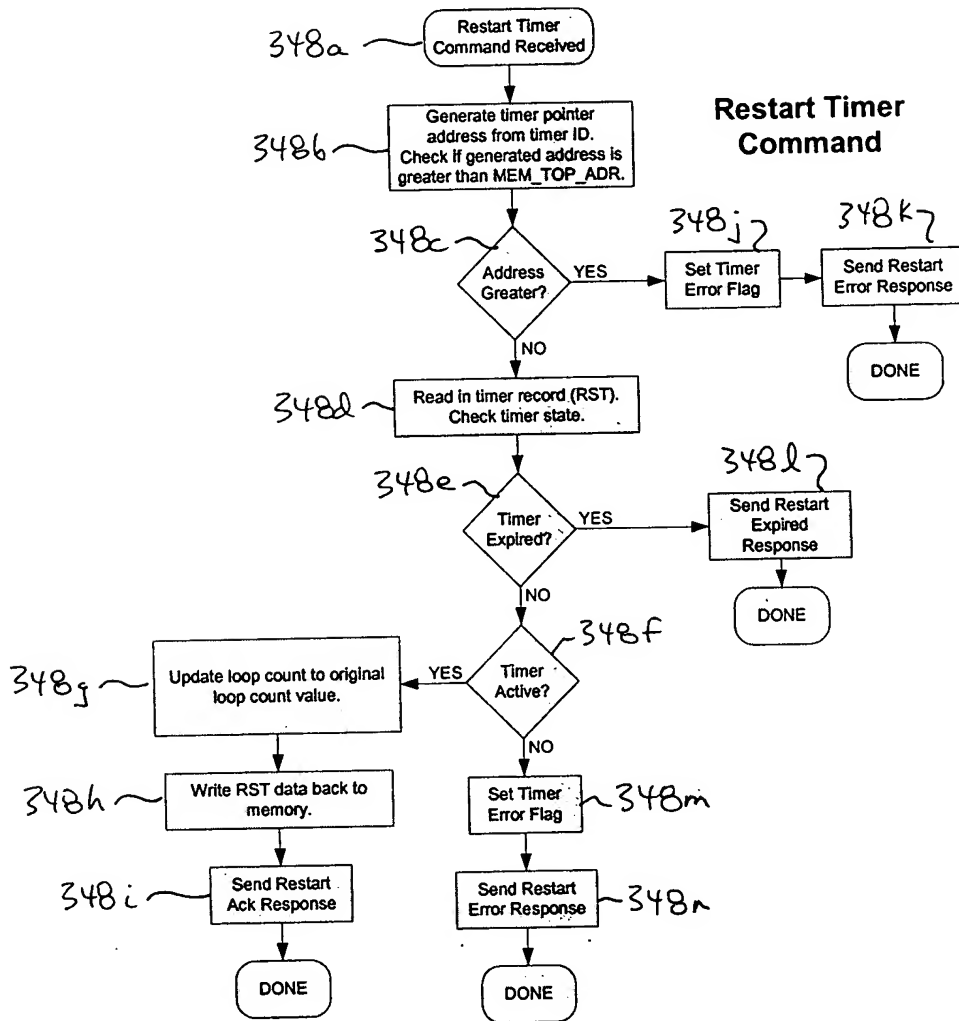 348a
Restart Timer
Command Received
Restart Timer
Command
348b
Generate timer pointer
address from timer ID.
Check if generated address is
greater than MEM_TOP_ADR.
348c
Address
Greater?
YES
348j
Set Timer
Error Flag
348k
Send Restart
Error Response
DONE
NO
348d
Read in timer record (RST).
Check timer state.
348e
Timer
Expired?
YES
348l
Send Restart
Expired
Response
DONE
NO
348f
Timer
Active?
YES
348g
Update loop count to original
loop count value.
NO
348h
Write RST data back to
memory.
Set Timer
Error Flag
348m
348i
Send Restart
Ack Response
Send Restart
Error Response
348n
DONE
DONE